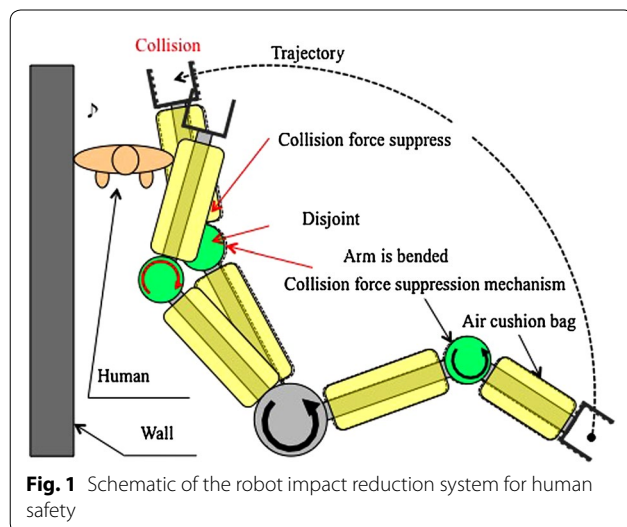 Collision
Trajectory
♪
Collision force suppress
Disjoint
Arm is bended
Collision force suppression mechanism
Air cushion bag
Human
Wall
Fig. 1 Schematic of the robot impact reduction system for human
safety